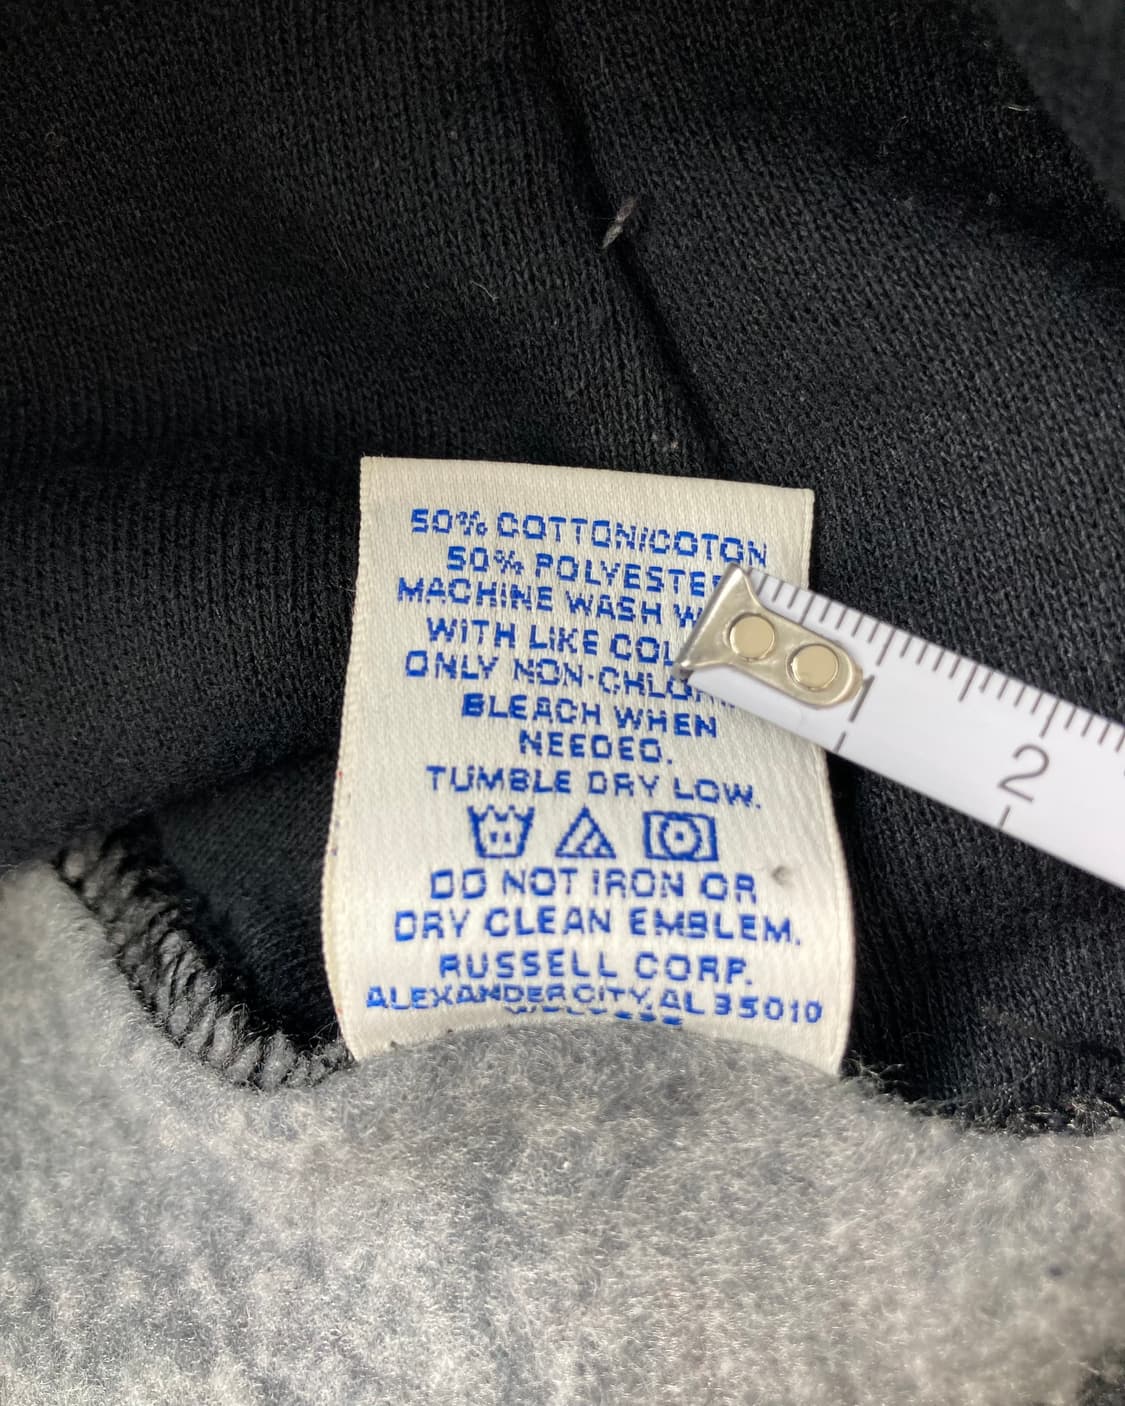 50% COTTON/COTON
50% POLYESTE
MACHINE WASH W
WITH LIKE COL
ONLY NON-CHLO
BLEACH WHEN
NEEDED.
TUMBLE DRY LOW.
DO NOT IRON OR
DRY CLEAN EMBLEM.
RUSSELL CORP.
ALEXANDER CITY, AL 35010
1
2